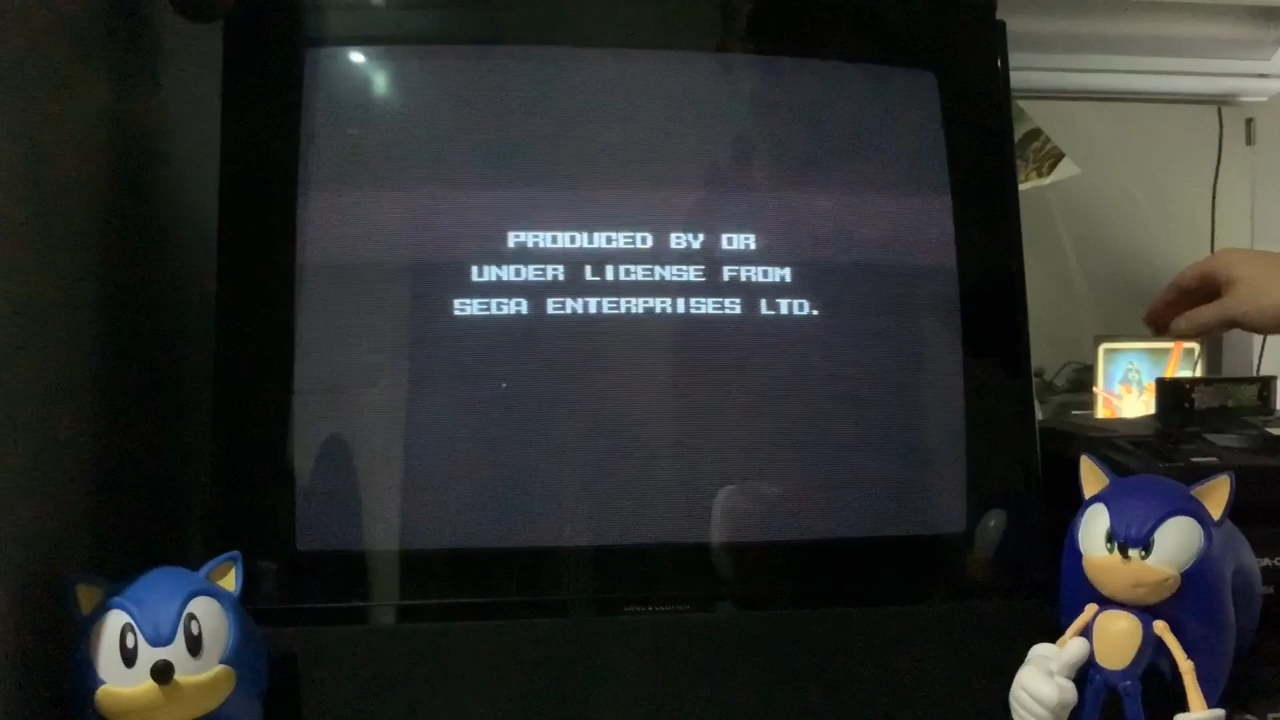 PRODUCED BY OR
UNDER LICENSE FROM
SEGA ENTERPRISES LTD.